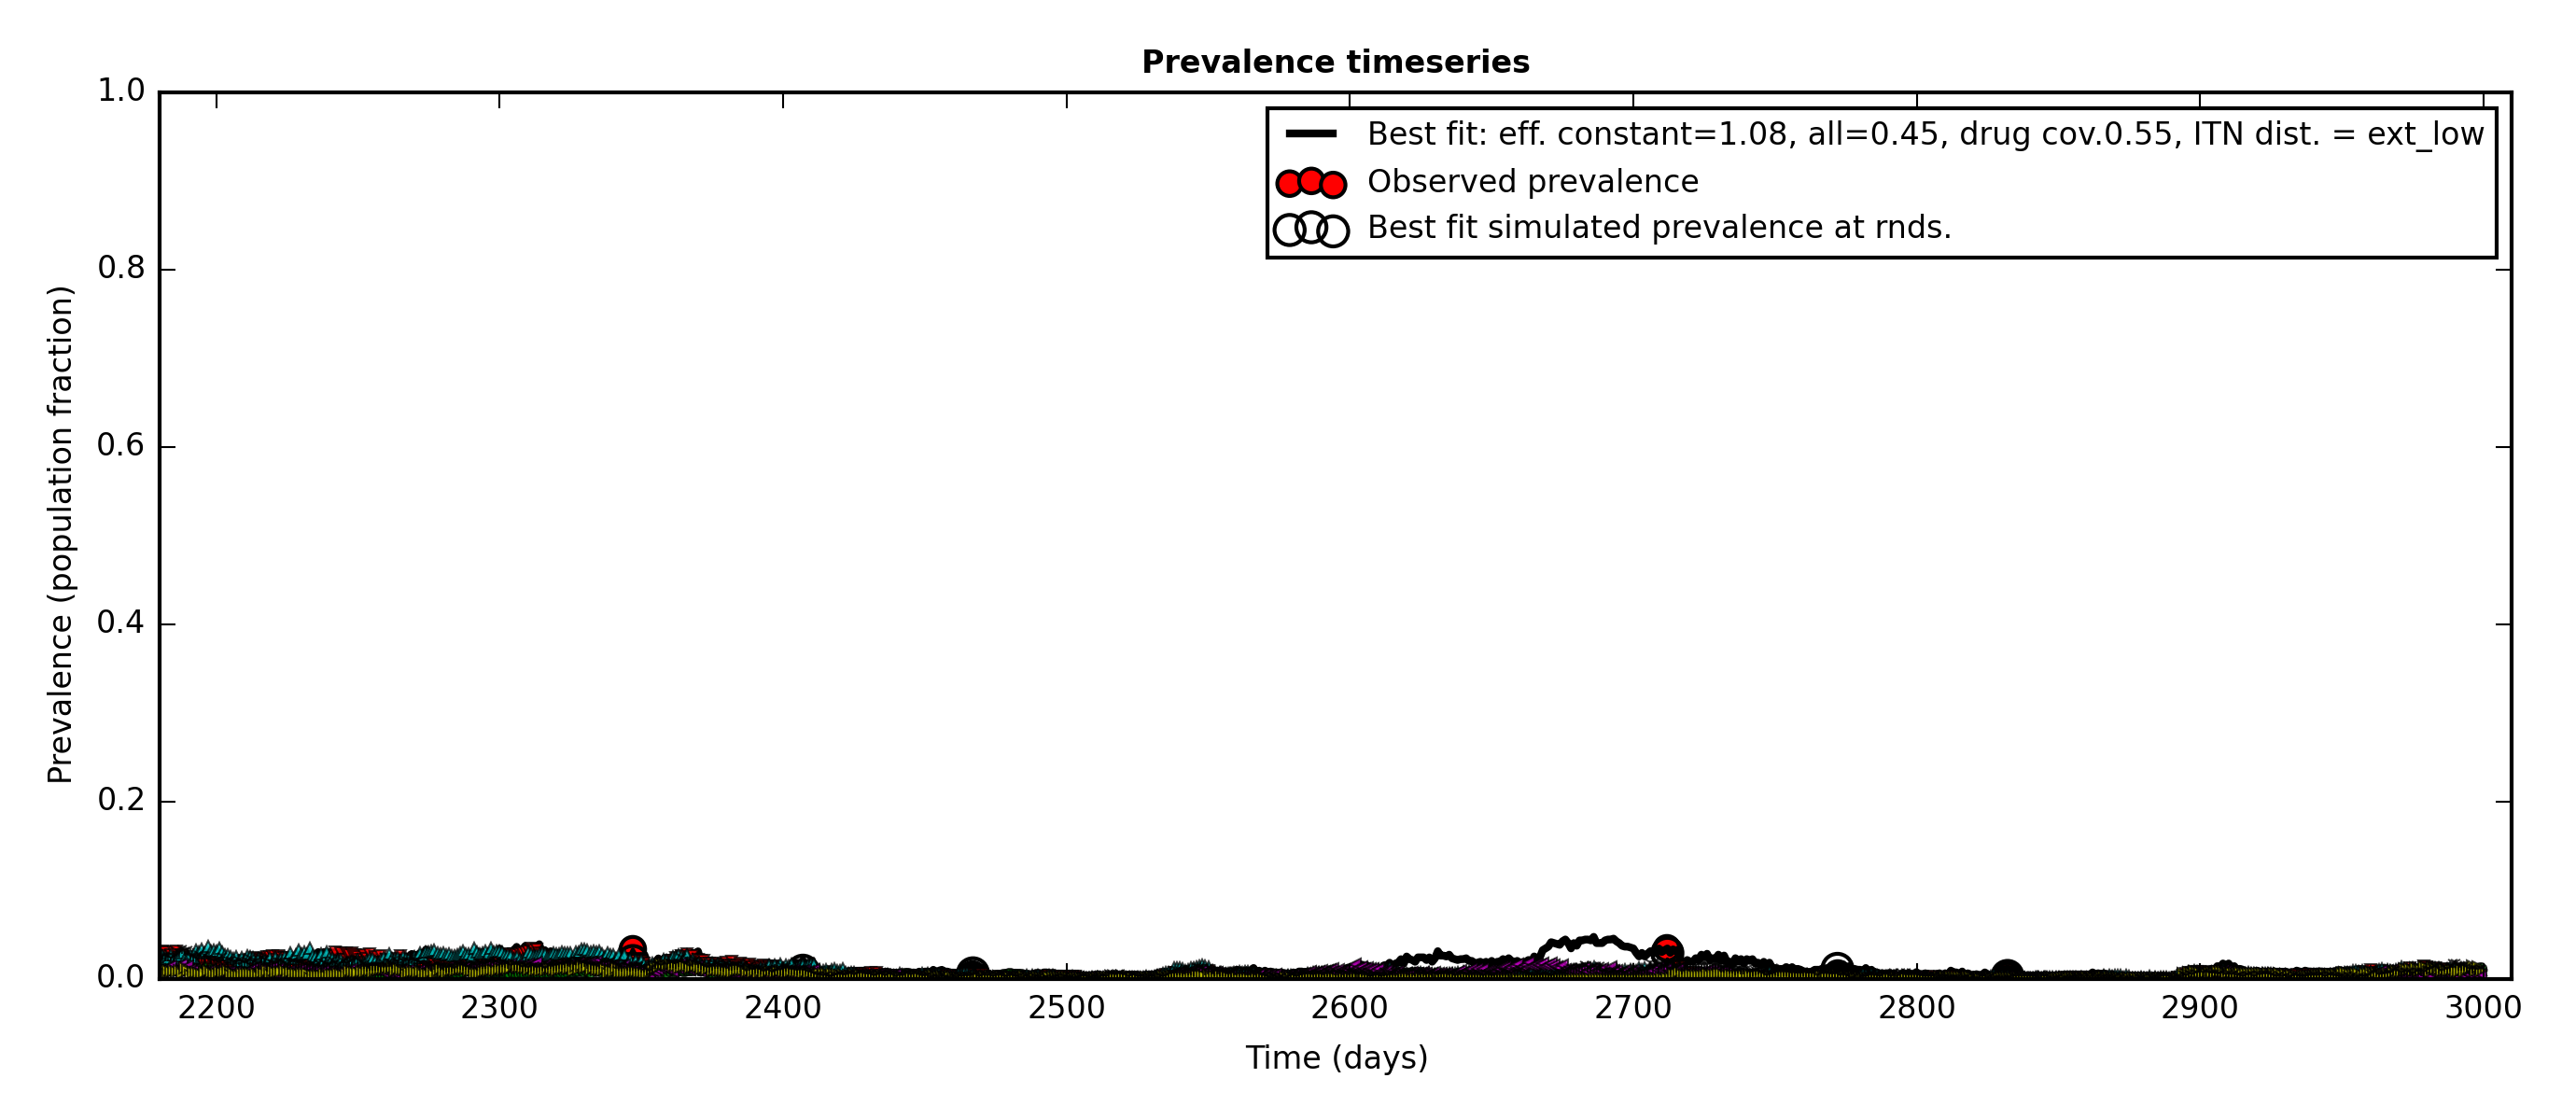 Prevalence timeseries
1.0
0.8
0.6
0.4
0.2
0.0
Prevalence (population fraction)
Best fit: eff. constant=1.08, all=0.45, drug cov.0.55, ITN dist. = ext_low
Observed prevalence
Best fit simulated prevalence at rnds.
2200 2300 2400 2500 2600 2700 2800 2900 3000
Time (days)